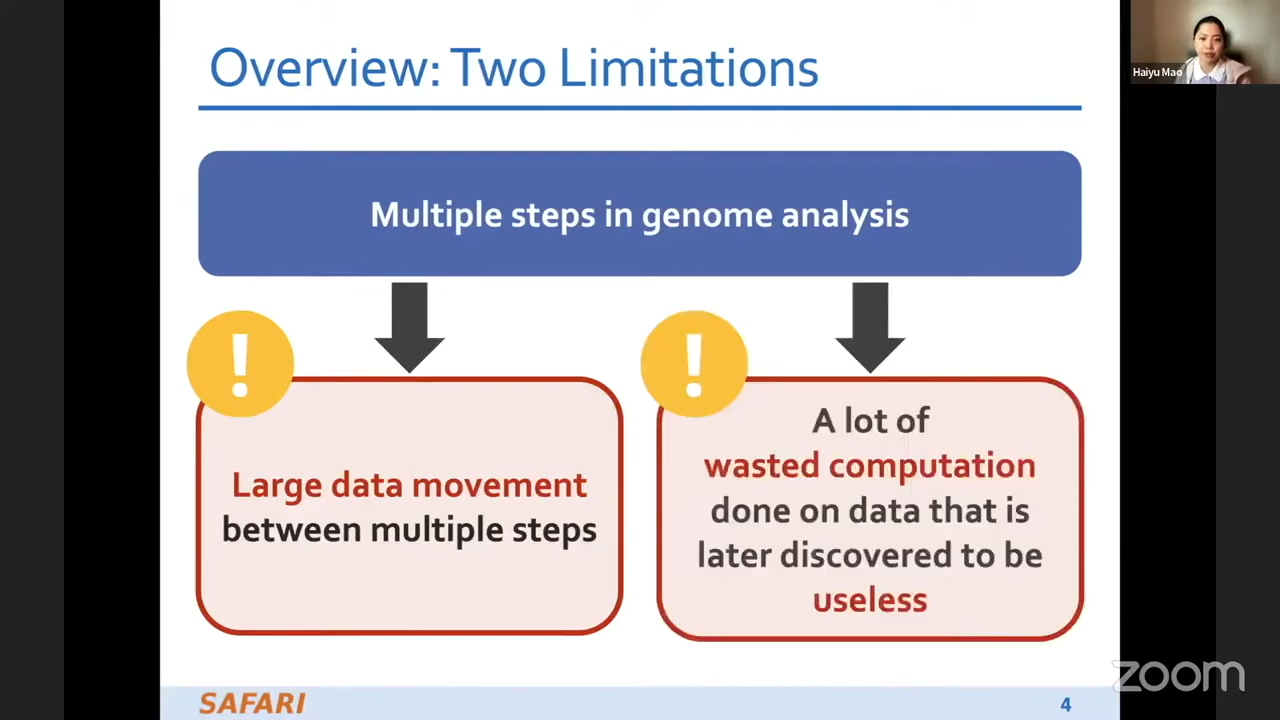 Overview: Two Limitations
Haiyu Mao
Multiple steps in genome analysis
!
!
Large data movement
between multiple steps
A lot of
wasted computation
done on data that is
later discovered to be
useless
SAFARI
4
zoom